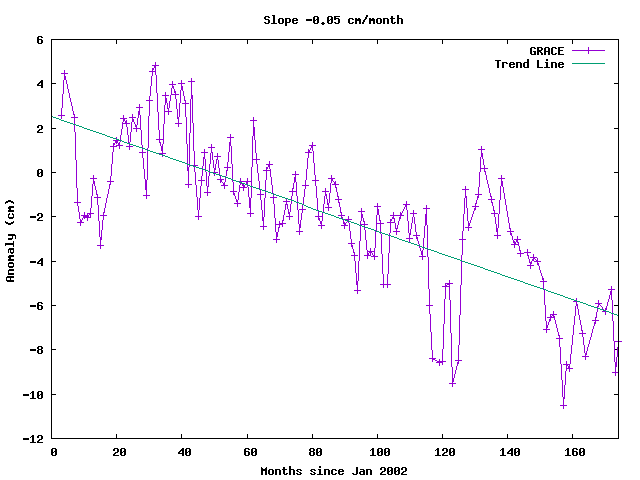 Slope -0.05 cm/month
GRACE
Trend Line
6
4
2
0
-2
-4
-6
-8
-10
-12
Anomaly (cm)
0 20 40 60 80 100 120 140 160
Months since Jan 2002